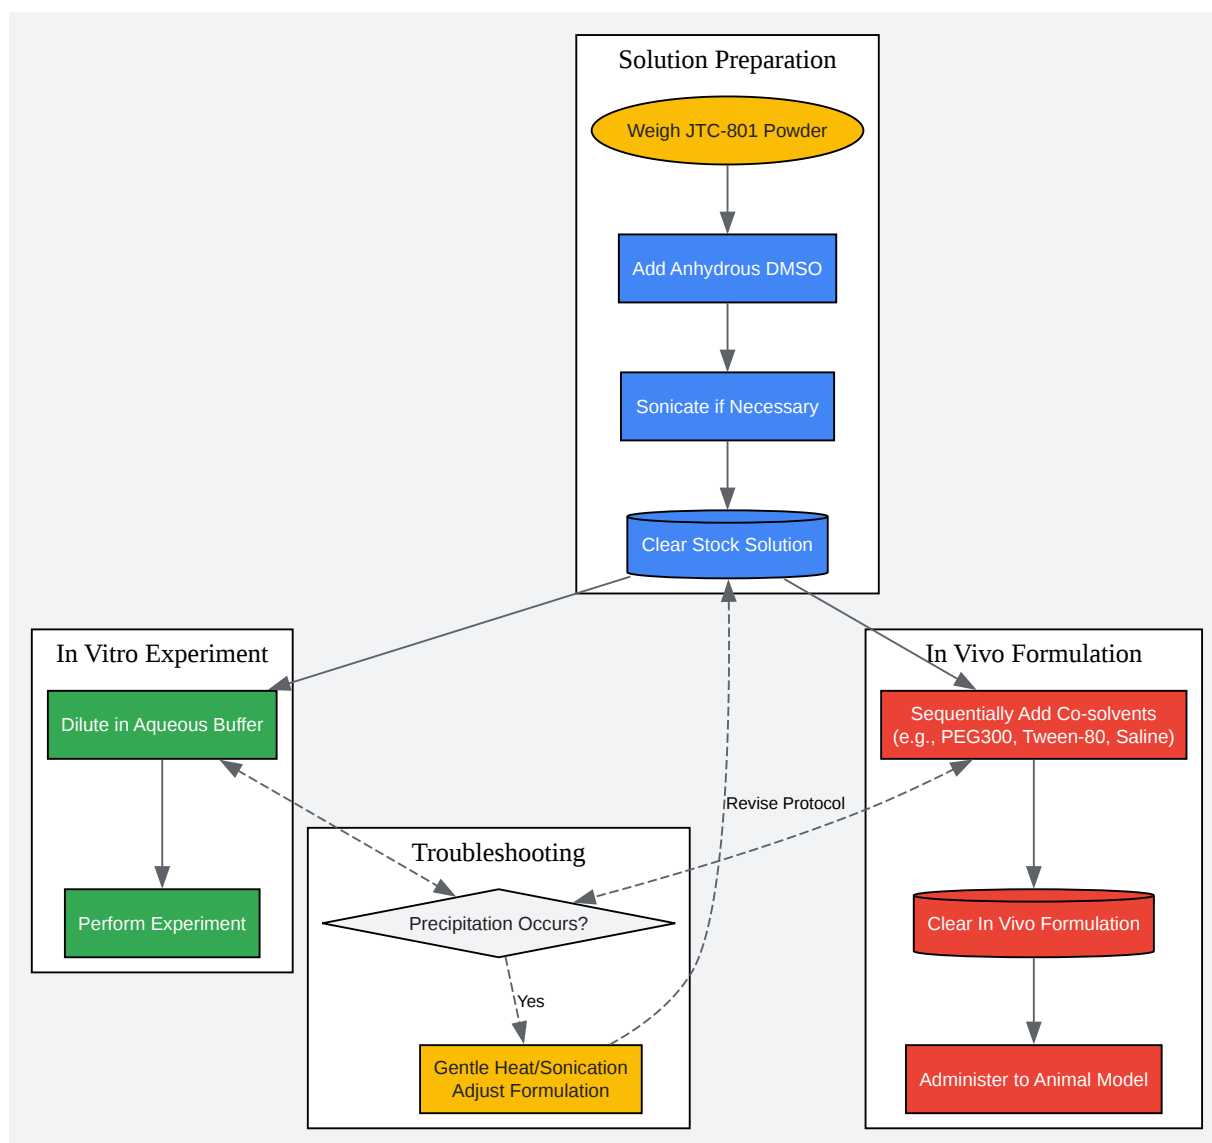 Solution Preparation
Weigh JTC-801 Powder
Add Anhydrous DMSO
Sonicate if Necessary
Clear Stock Solution
In Vitro Experiment
Dilute in Aqueous Buffer
Perform Experiment
In Vivo Formulation
Sequentially Add Co-solvents
(e.g., PEG300, Tween-80, Saline)
Clear In Vivo Formulation
Administer to Animal Model
Revise Protocol
Troubleshooting
Precipitation Occurs?
Yes
Gentle Heat/Sonication
Adjust Formulation